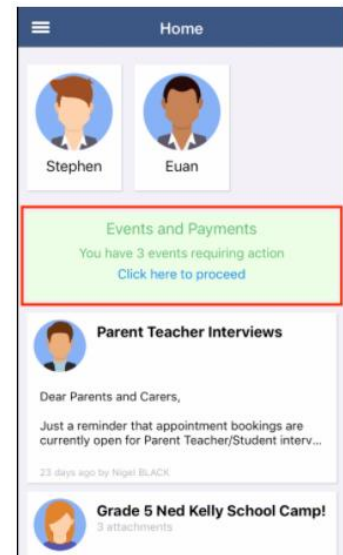 Home
Stephen
Euan
Events and Payments
You have 3 events requiring action
Click here to proceed
Parent Teacher Interviews
Dear Parents and Carers,
Just a reminder that appointment bookings are
currently open for Parent Teacher/Student interv...
23 days ago by Nigel BLACK
Grade 5 Ned Kelly School Camp!
3 attachments